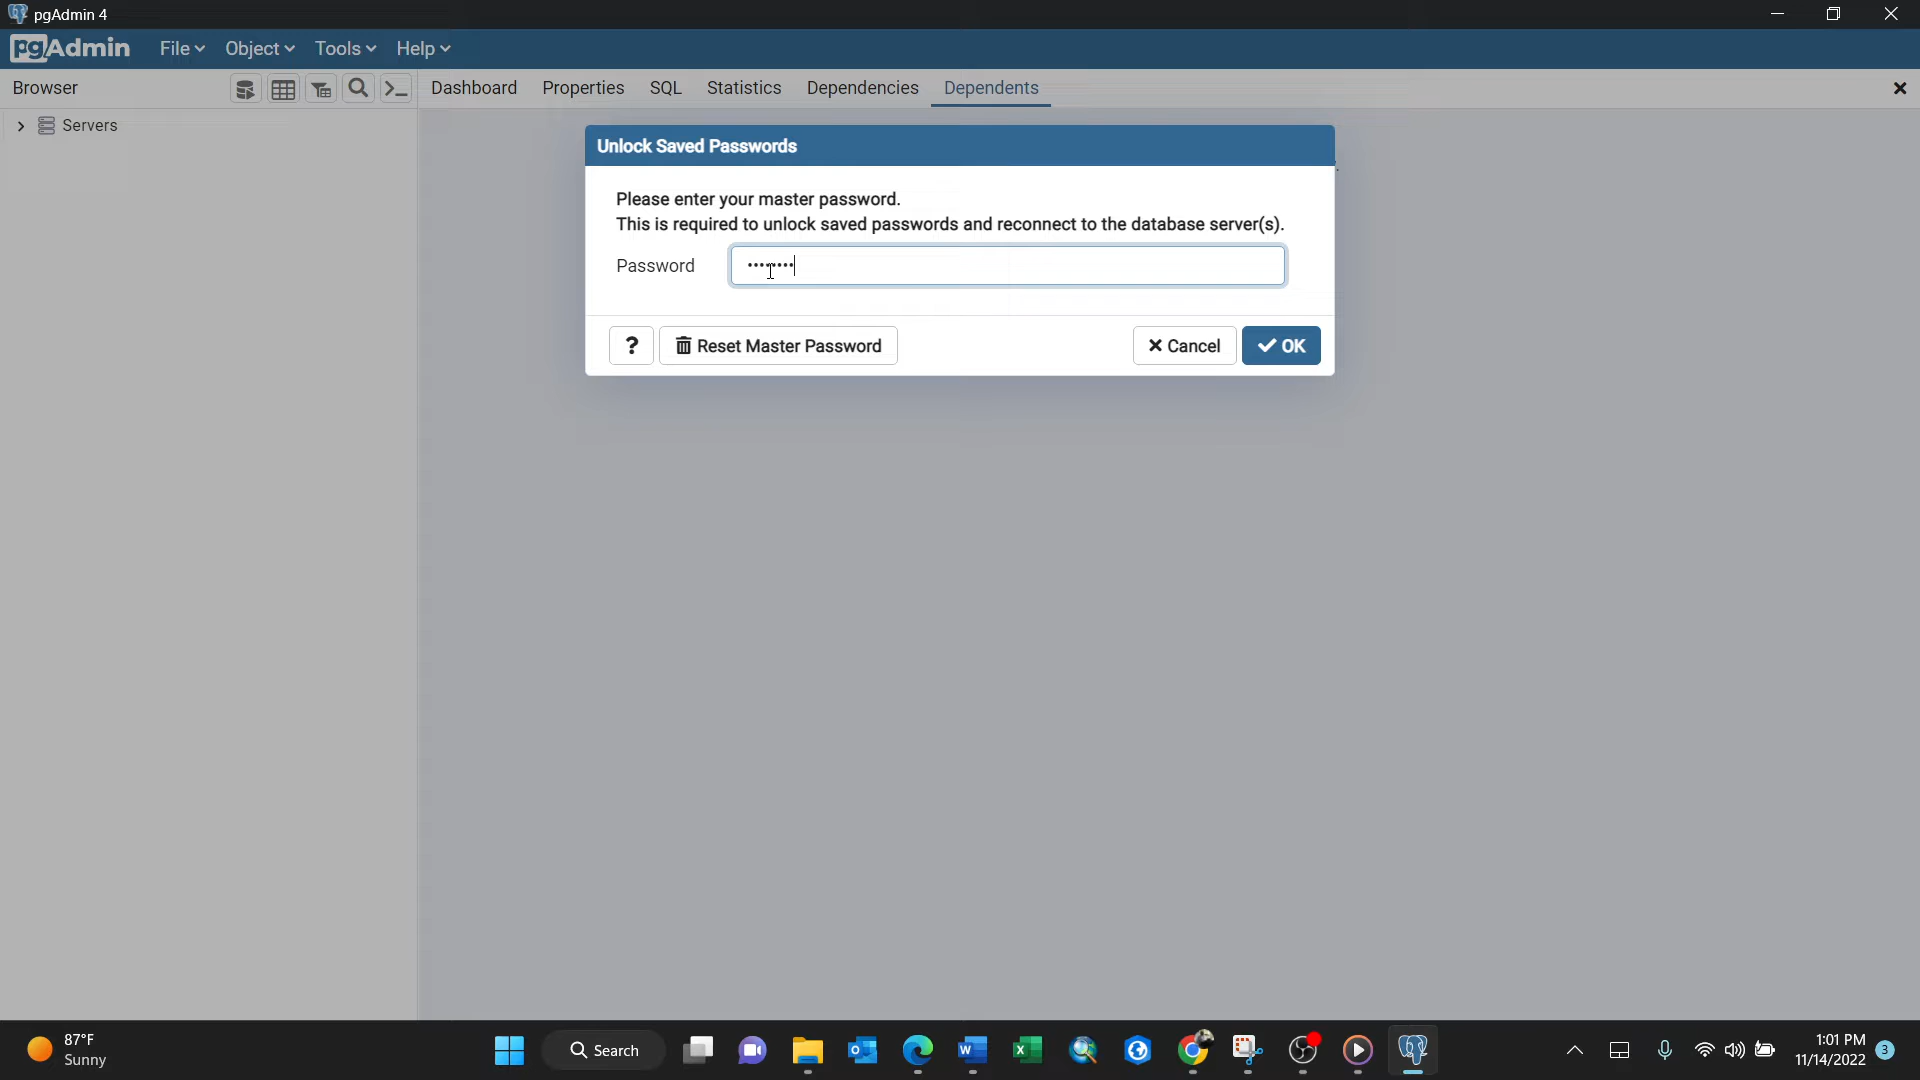 pgAdmin 4
pgAdmin File Object Tools Help
Browser
Dashboard Properties SQL Statistics Dependencies Dependents
Servers
Unlock Saved Passwords
Please enter your master password.
This is required to unlock saved passwords and reconnect to the database server(s).
Password ••••••••
? Reset Master Password Cancel OK
87°F
Sunny
Search
1:01 PM
11/14/2022
3